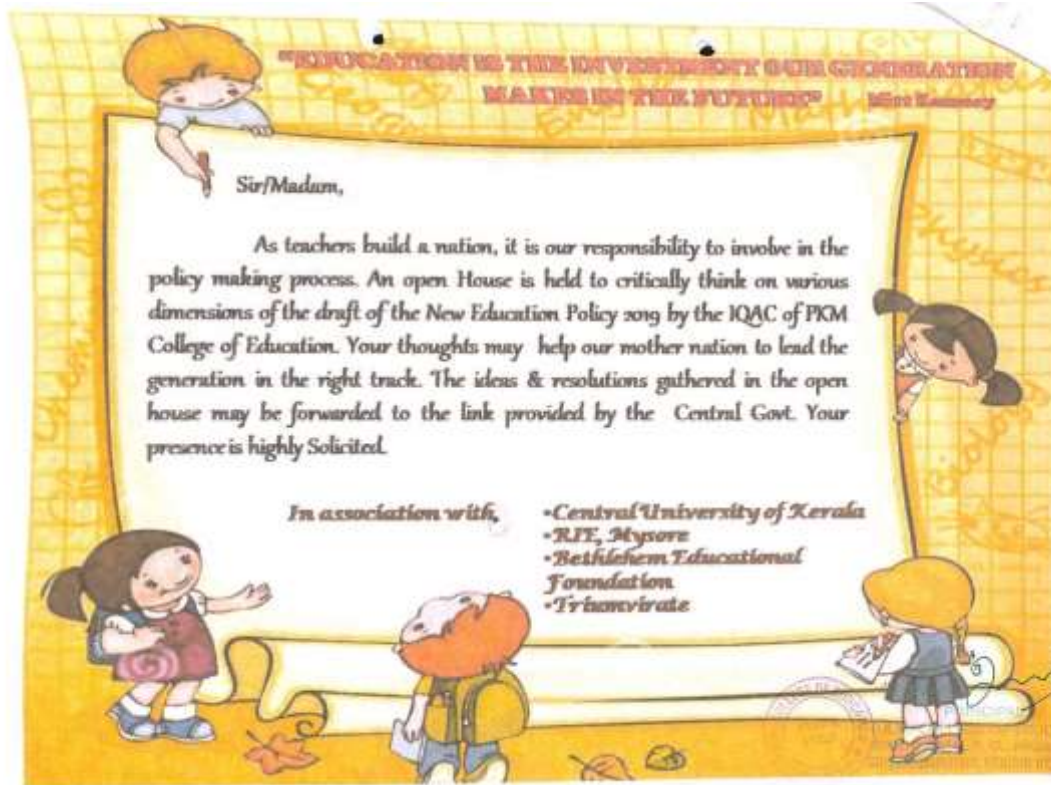 "EDUCATION IS THE INVESTMENT OUR GENERATION
MAKES IN THE FUTURE"
Sir/Madam,
As teachers build a nation, it is our responsibility to involve in the
policy making process. An open House is held to critically think on various
dimensions of the draft of the New Education Policy 2019 by the IQAC of PKM
College of Education. Your thoughts may help our mother nation to lead the
generation in the right track. The ideas & resolutions gathered in the open
house may be forwarded to the link provided by the Central Govt. Your
presence is highly Solicited.
In association with,
•Central University of Kerala
•RIE, Mysore
•Bethlehem Educational
Foundation
•Triumvirate
Physics
Biology